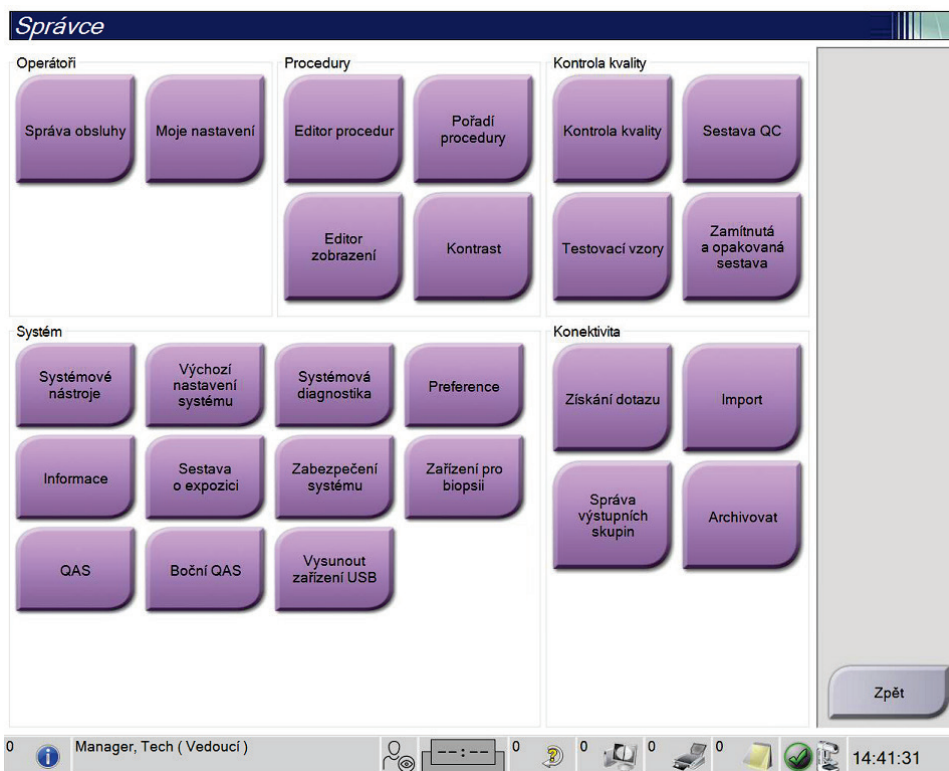 Správce
Operátoři
Správa obsluhy
Moje nastavení
Procedury
Editor procedur
Pořadí
procedury
Editor
zobrazení
Kontrast
Kontrola kvality
Kontrola kvality
Sestava QC
Testovací vzory
Zamítnutá
a opakovaná
sestava
Systém
Systémové
nástroje
Výchozí
nastavení
systému
Systémová
diagnostika
Preference
Informace
Sestava
o expozici
Zabezpečení
systému
Zařízení pro
biopsii
QAS
Boční QAS
Vysunout
zařízení USB
Konektivita
Získání dotazu
Import
Správa
výstupních
skupin
Archivovat
Zpět
0
Manager, Tech ( Vedoucí )
--:--
0
0
0
0
14:41:31